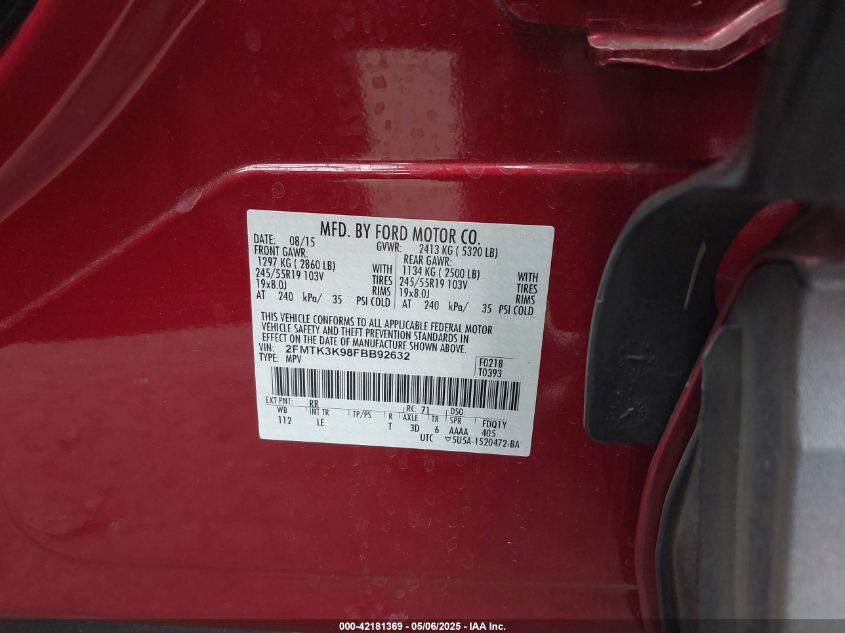 MFD. BY FORD MOTOR CO.
DATE: 08/15 GVWR: 2413 KG ( 5320 LB)
FRONT GAWR: REAR GAWR:
1297 KG ( 2860 LB) WITH 1134 KG ( 2500 LB) WITH
245/55R19 103V TIRES 245/55R19 103V TIRES
19x8.0J RIMS 19x8.0J RIMS
AT 240 kPa/ 35 PSI COLD AT 240 kPa/ 35 PSI COLD
THIS VEHICLE CONFORMS TO ALL APPLICABLE FEDERAL MOTOR
VEHICLE SAFETY AND THEFT PREVENTION STANDARDS IN
EFFECT ON THE DATE OF MANUFACTURE SHOWN ABOVE.
VIN: 2FMTK3K98FBB92632 F0218
TYPE: MPV T0393
EXT PNT: RR RC: 71 DSO:
WB INT TR TP/PS R AXLE TR SPR FDQ1Y
112 LE T 3D 6 AAAA 405
UTC ▽5U5A-1520472-BA
000-42181369 - 05/06/2025 - IAA Inc.